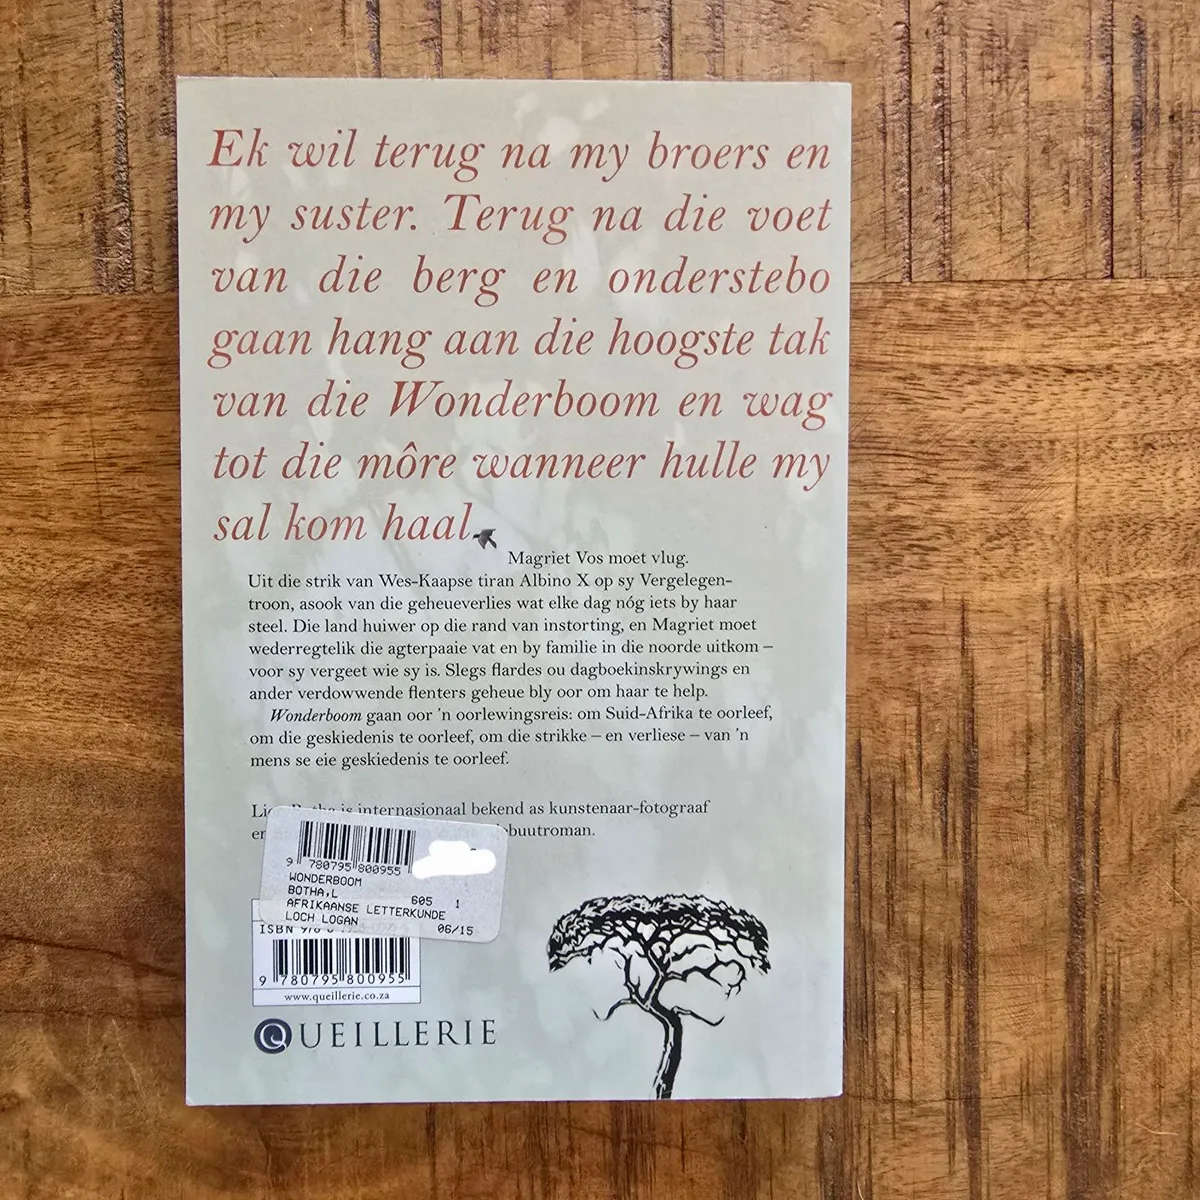 Ek wil terug na my broers en
my suster. Terug na die voet
van die berg en onderstebo
gaan hang aan die hoogste tak
van die Wonderboom en wag
tot die môre wanneer hulle my
sal kom haal.
Magriet Vos moet vlug.
Uit die strik van Wes-Kaapse tiran Albino X op sy Vergelegen-
troon, asook van die geheueverlies wat elke dag nóg iets by haar
steel. Die land huiwer op die rand van instorting, en Magriet moet
wederregtelik die agterpaaie vat en by familie in die noorde uitkom –
voor sy vergeet wie sy is. Slegs flardes ou dagboekinskrywings en
ander verdowwende flenters geheue bly oor om haar te help.
Wonderboom gaan oor 'n oorlewingsreis: om Suid-Afrika te oorleef,
om die geskiedenis te oorleef, om die strikke – en verliese – van 'n
mens se eie geskiedenis te oorleef.
is internasionaal bekend as kunstenaar-fotograaf
9 780795 800955
WONDERBOOM
BOTHA,L 605 1
AFRIKAANSE LETTERKUNDE
LOCH LOGAN 06/15
ISBN
9 780795 800955
www.queillerie.co.za
QUEILLERIE